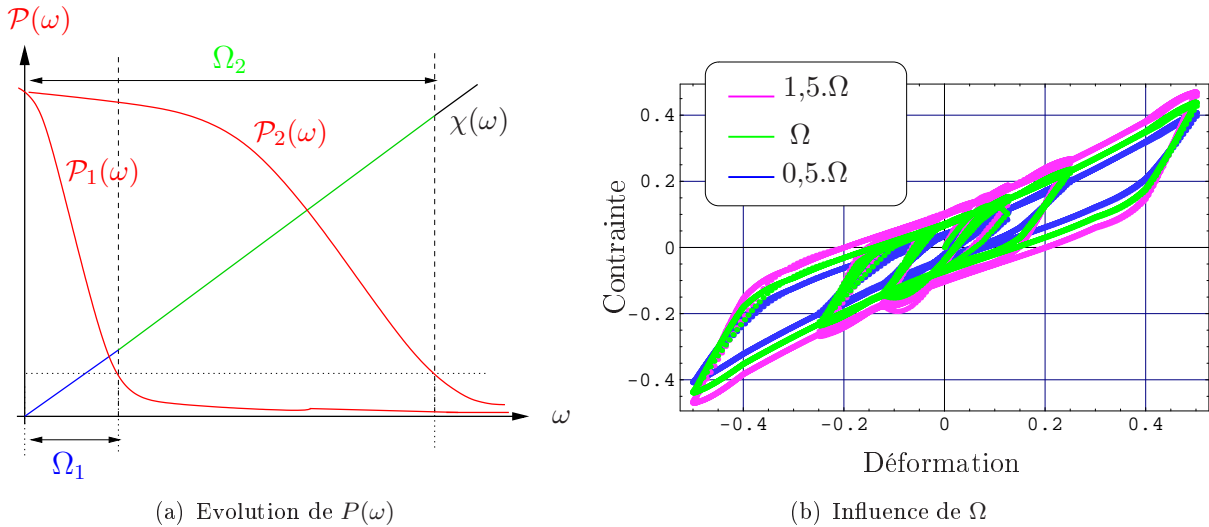 P(ω)
Ω₂
χ(ω)
P₂(ω)
P₁(ω)
ω
Ω₁
(a) Evolution de P(ω)
1,5.Ω
Ω
0,5.Ω
Contrainte
0.4
0.2
0
-0.2
-0.4
-0.4
-0.2
0
0.2
0.4
Déformation
(b) Influence de Ω